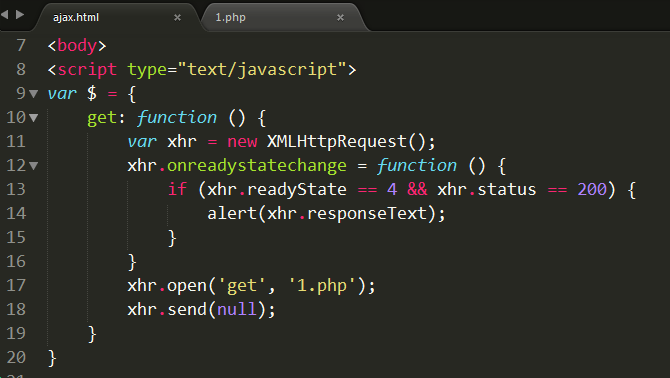 ajax.html × 1.php ×
7 <body>
8 <script type="text/javascript">
9 var $ = {
10 get: function () {
11 var xhr = new XMLHttpRequest();
12 xhr.onreadystatechange = function () {
13 if (xhr.readyState == 4 && xhr.status == 200) {
14 alert(xhr.responseText);
15 }
16 }
17 xhr.open('get', '1.php');
18 xhr.send(null);
19 }
20 }